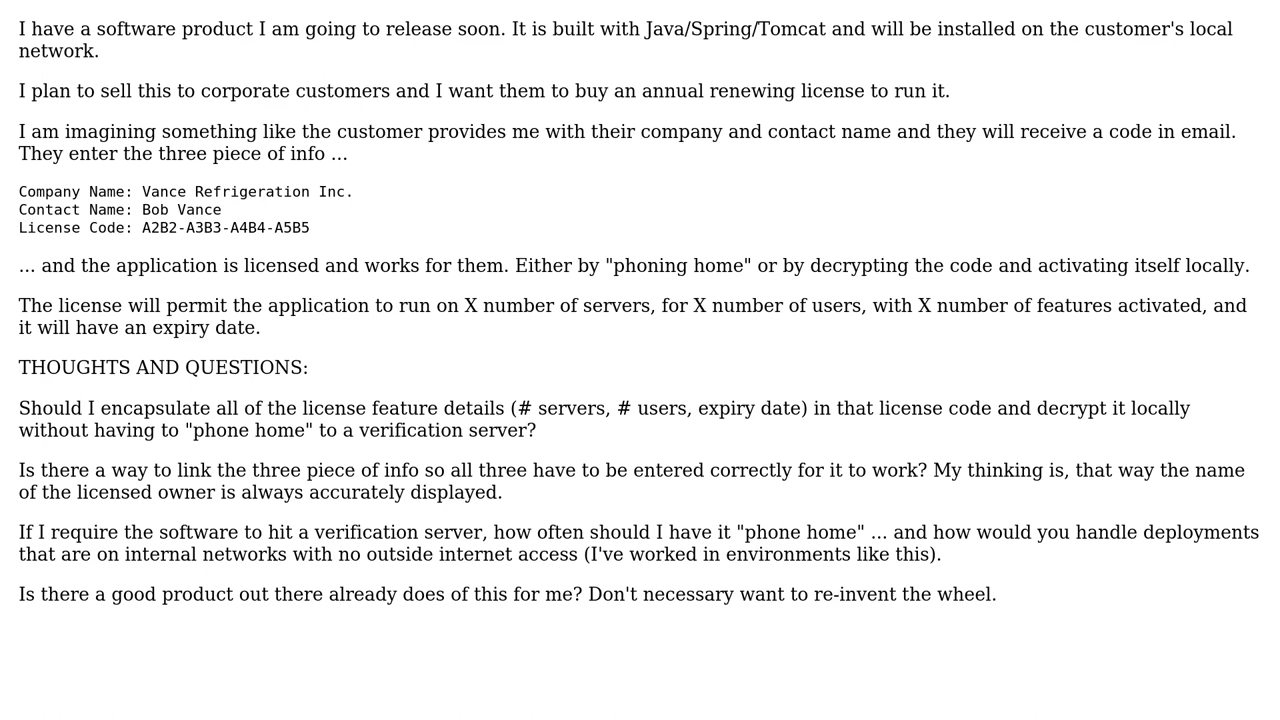 I have a software product I am going to release soon. It is built with Java/Spring/Tomcat and will be installed on the customer's local
network.
I plan to sell this to corporate customers and I want them to buy an annual renewing license to run it.
I am imagining something like the customer provides me with their company and contact name and they will receive a code in email.
They enter the three piece of info ...
Company Name: Vance Refrigeration Inc.
Contact Name: Bob Vance
License Code: A2B2-A3B3-A4B4-A5B5
... and the application is licensed and works for them. Either by "phoning home" or by decrypting the code and activating itself locally.
The license will permit the application to run on X number of servers, for X number of users, with X number of features activated, and
it will have an expiry date.
THOUGHTS AND QUESTIONS:
Should I encapsulate all of the license feature details (# servers, # users, expiry date) in that license code and decrypt it locally
without having to "phone home" to a verification server?
Is there a way to link the three piece of info so all three have to be entered correctly for it to work? My thinking is, that way the name
of the licensed owner is always accurately displayed.
If I require the software to hit a verification server, how often should I have it "phone home" ... and how would you handle deployments
that are on internal networks with no outside internet access (I've worked in environments like this).
Is there a good product out there already does of this for me? Don't necessary want to re-invent the wheel.